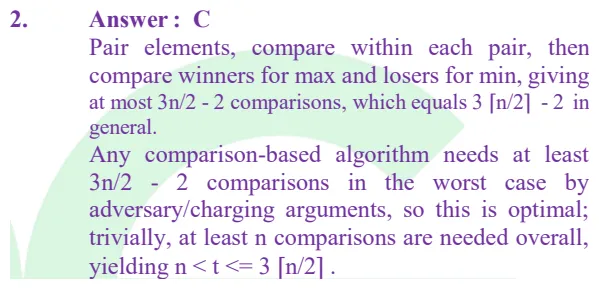 2. Answer : C
Pair elements, compare within each pair, then
compare winners for max and losers for min, giving
at most 3n/2 - 2 comparisons, which equals 3 ⌈n/2⌉ - 2 in
general.
Any comparison-based algorithm needs at least
3n/2 - 2 comparisons in the worst case by
adversary/charging arguments, so this is optimal;
trivially, at least n comparisons are needed overall,
yielding n < t <= 3 ⌈n/2⌉ .